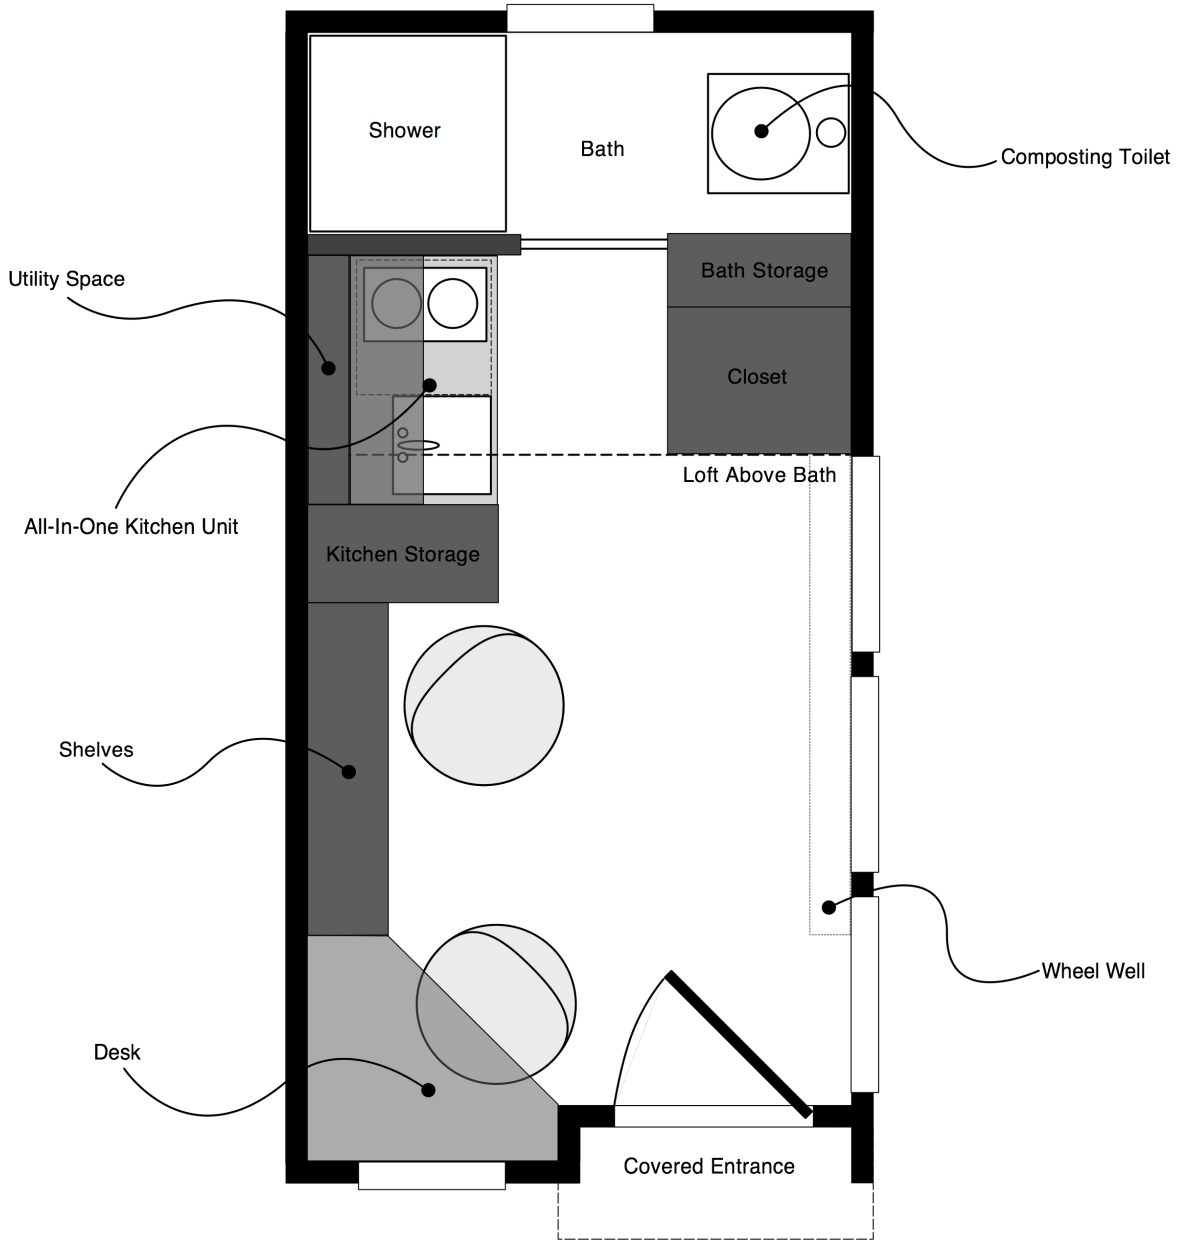 Shower
Bath
Composting Toilet
Utility Space
Bath Storage
Closet
Loft Above Bath
All-In-One Kitchen Unit
Kitchen Storage
Shelves
Wheel Well
Desk
Covered Entrance